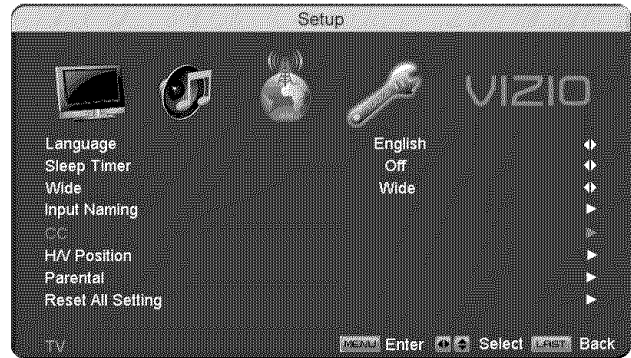 Setup
VIZIO
Language English
Sleep Timer Off
Wide Wide
Input Naming
CC
H/V Position
Parental
Reset All Setting
TV MENU Enter Select LAST Back